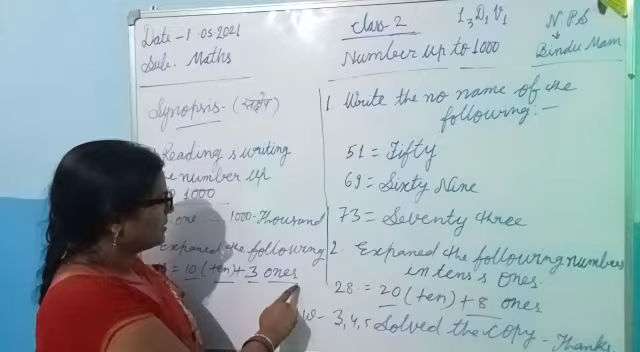 Date - 1.05.2021
Sub. Maths
Class-2
Number up to 1000
L3D1V1
N P S
Bindu Mam
Synopsis - (संक्षेप)
Reading & writing
number up
1000
one - 1000-Thousand
Expaned the following
= 10 (ten) + 3 ones
1. Write the no name of the
following: -
51 = Fifty
69 = Sixty Nine
73 = Seventy three
2. Expaned the following numbers
in tens & Ones.
28 = 20 (ten) + 8 ones
- 3, 4, 5 Solved the copy - Thanks